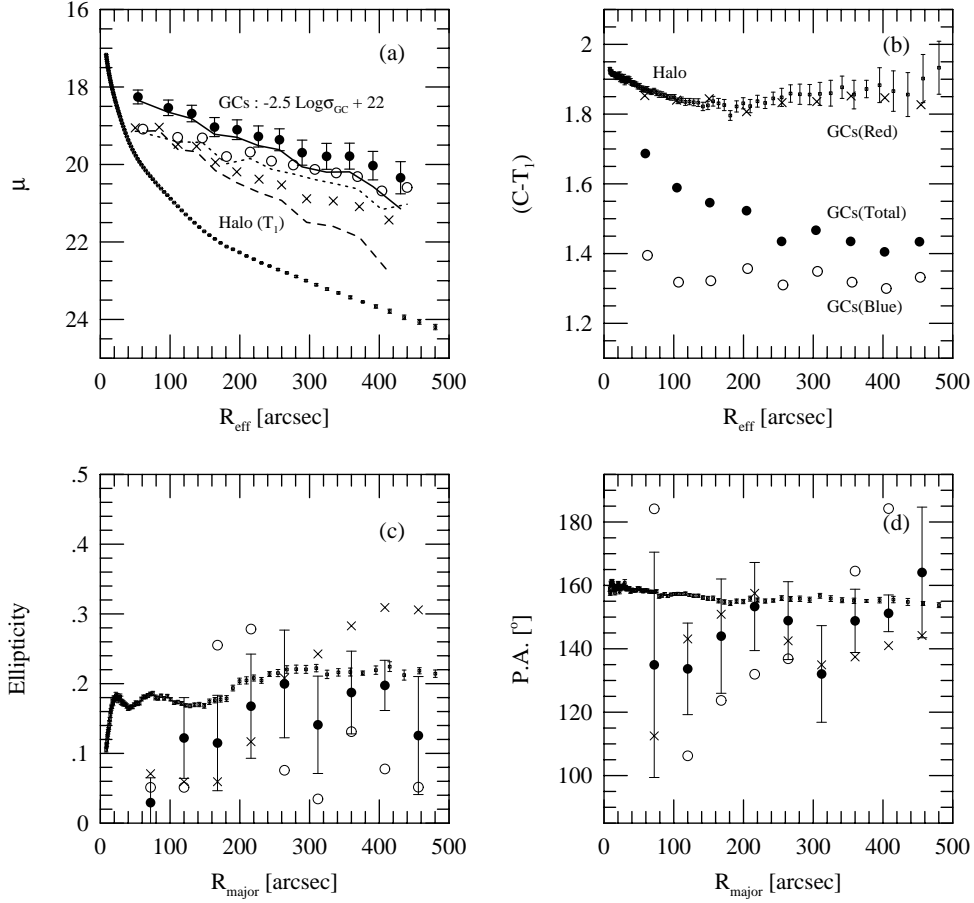 (a)
GCs : -2.5 Logσ_GC + 22
Halo (T_1)
μ
16
18
20
22
24
0 100 200 300 400 500
R_eff [arcsec]
(b)
Halo
GCs(Red)
GCs(Total)
GCs(Blue)
(C-T_1)
2
1.8
1.6
1.4
1.2
0 100 200 300 400 500
R_eff [arcsec]
(c)
Ellipticity
.5
.4
.3
.2
.1
0
0 100 200 300 400 500
R_major [arcsec]
(d)
P.A. [°]
180
160
140
120
100
0 100 200 300 400 500
R_major [arcsec]